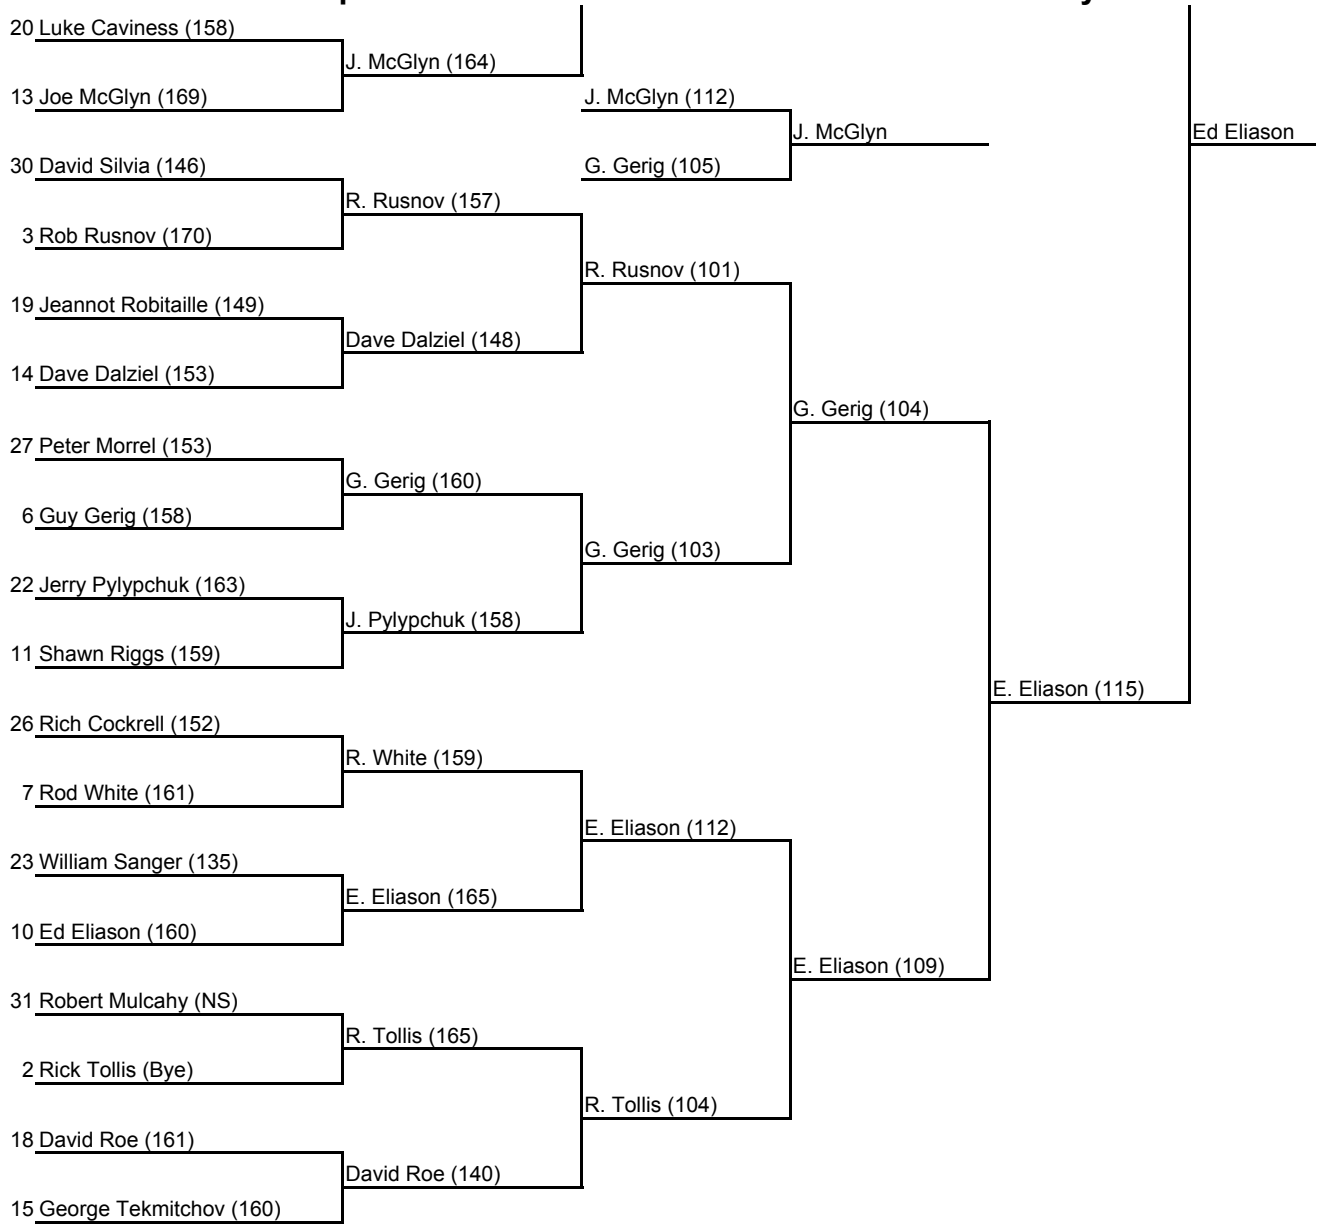 20 Luke Caviness (158)
J. McGlyn (164)
13 Joe McGlyn (169)
J. McGlyn (112)
J. McGlyn
Ed Eliason
30 David Silvia (146)
G. Gerig (105)
R. Rusnov (157)
3 Rob Rusnov (170)
R. Rusnov (101)
19 Jeannot Robitaille (149)
Dave Dalziel (148)
14 Dave Dalziel (153)
G. Gerig (104)
27 Peter Morrel (153)
G. Gerig (160)
6 Guy Gerig (158)
G. Gerig (103)
22 Jerry Pylypchuk (163)
J. Pylypchuk (158)
11 Shawn Riggs (159)
E. Eliason (115)
26 Rich Cockrell (152)
R. White (159)
7 Rod White (161)
E. Eliason (112)
23 William Sanger (135)
E. Eliason (165)
10 Ed Eliason (160)
E. Eliason (109)
31 Robert Mulcahy (NS)
R. Tollis (165)
2 Rick Tollis (Bye)
R. Tollis (104)
18 David Roe (161)
David Roe (140)
15 George Tekmitchov (160)